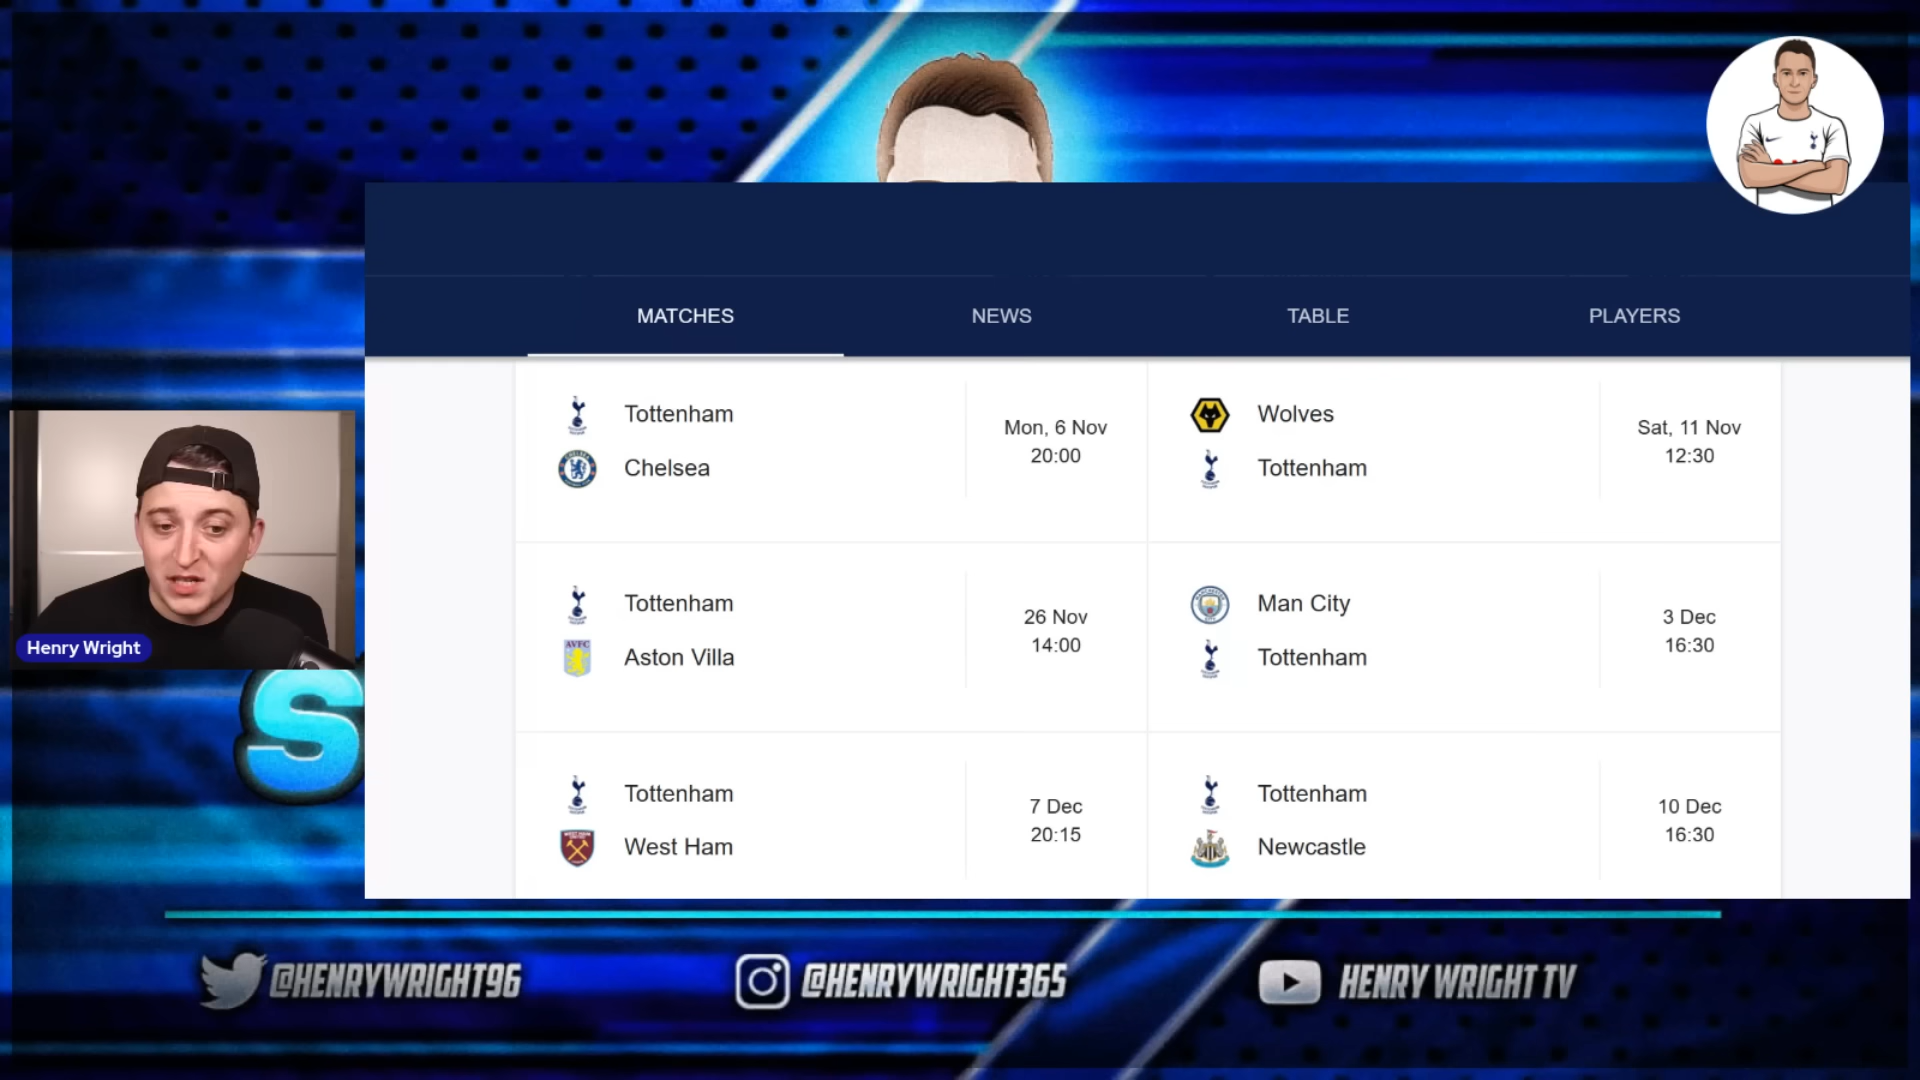 MATCHES
NEWS
TABLE
PLAYERS
Tottenham
Chelsea
Mon, 6 Nov
20:00
Wolves
Tottenham
Sat, 11 Nov
12:30
Tottenham
Aston Villa
26 Nov
14:00
Man City
Tottenham
3 Dec
16:30
Tottenham
West Ham
7 Dec
20:15
Tottenham
Newcastle
10 Dec
16:30
Henry Wright
S
@HENRYWRIGHT96
@HENRYWRIGHT365
HENRY WRIGHT TV
AVFC